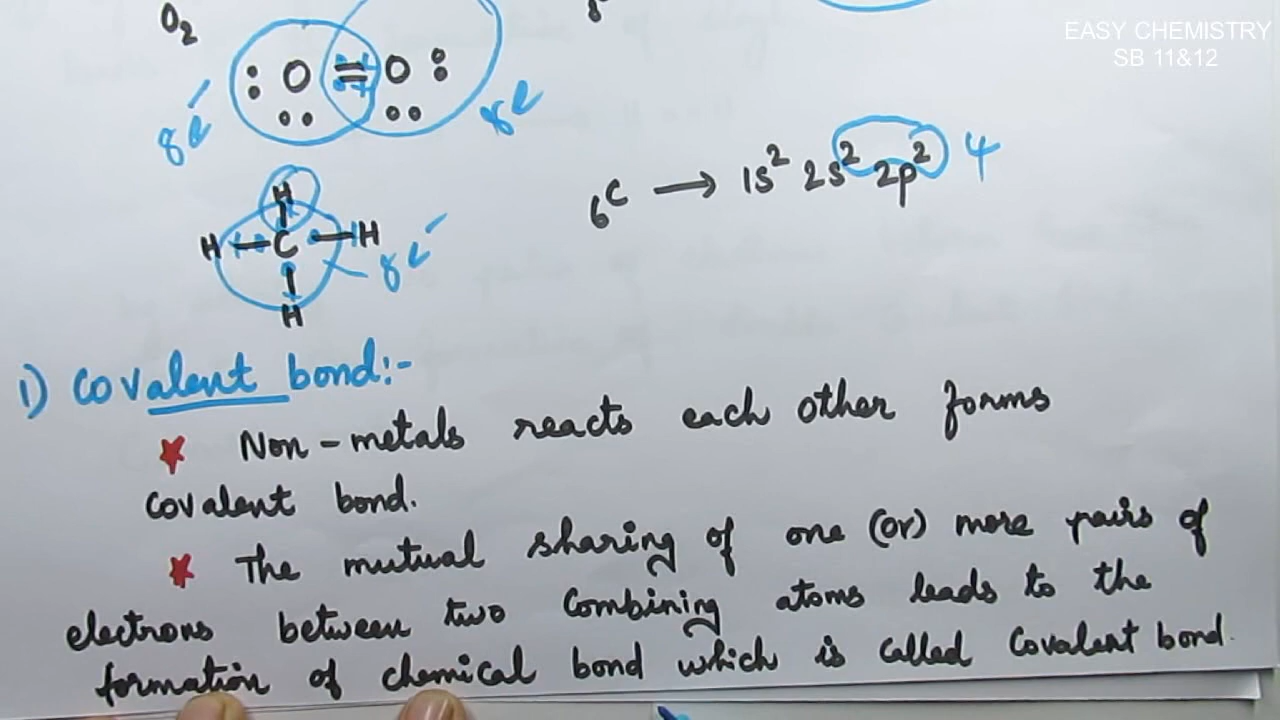 EASY CHEMISTRY
SB 11&12
O2
O = O
8e-
8e-
6C → 1s2 2s2 2p2 4
H
H – C – H
8e-
H
1) Covalent bond:-
★ Non-metals reacts each other forms
covalent bond.
★ The mutual sharing of one (or) more pairs of
electrons between two combining atoms leads to the
formation of chemical bond which is called Covalent bond.